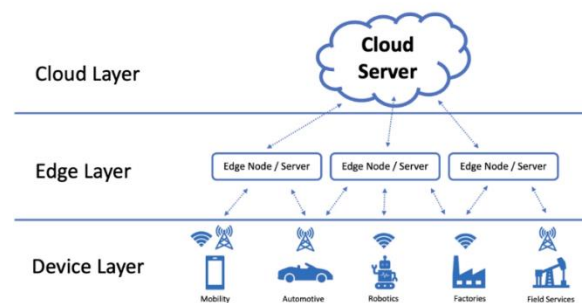 Cloud Layer
Cloud
Server
Edge Layer
Edge Node / Server
Edge Node / Server
Edge Node / Server
Device Layer
Mobility
Automotive
Robotics
Factories
Field Services